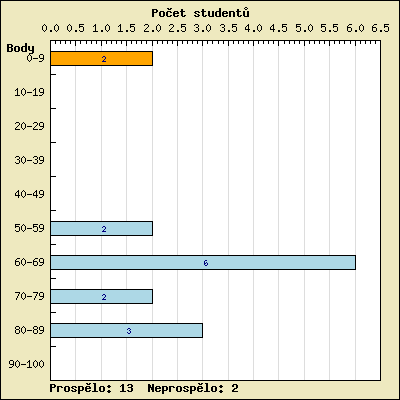 Počet studentů
0.0 0.5 1.0 1.5 2.0 2.5 3.0 3.5 4.0 4.5 5.0 5.5 6.0 6.5
Body
0-9 2
10-19
20-29
30-39
40-49
50-59 2
60-69 6
70-79 2
80-89 3
90-100
Prospělo: 13 Neprospělo: 2